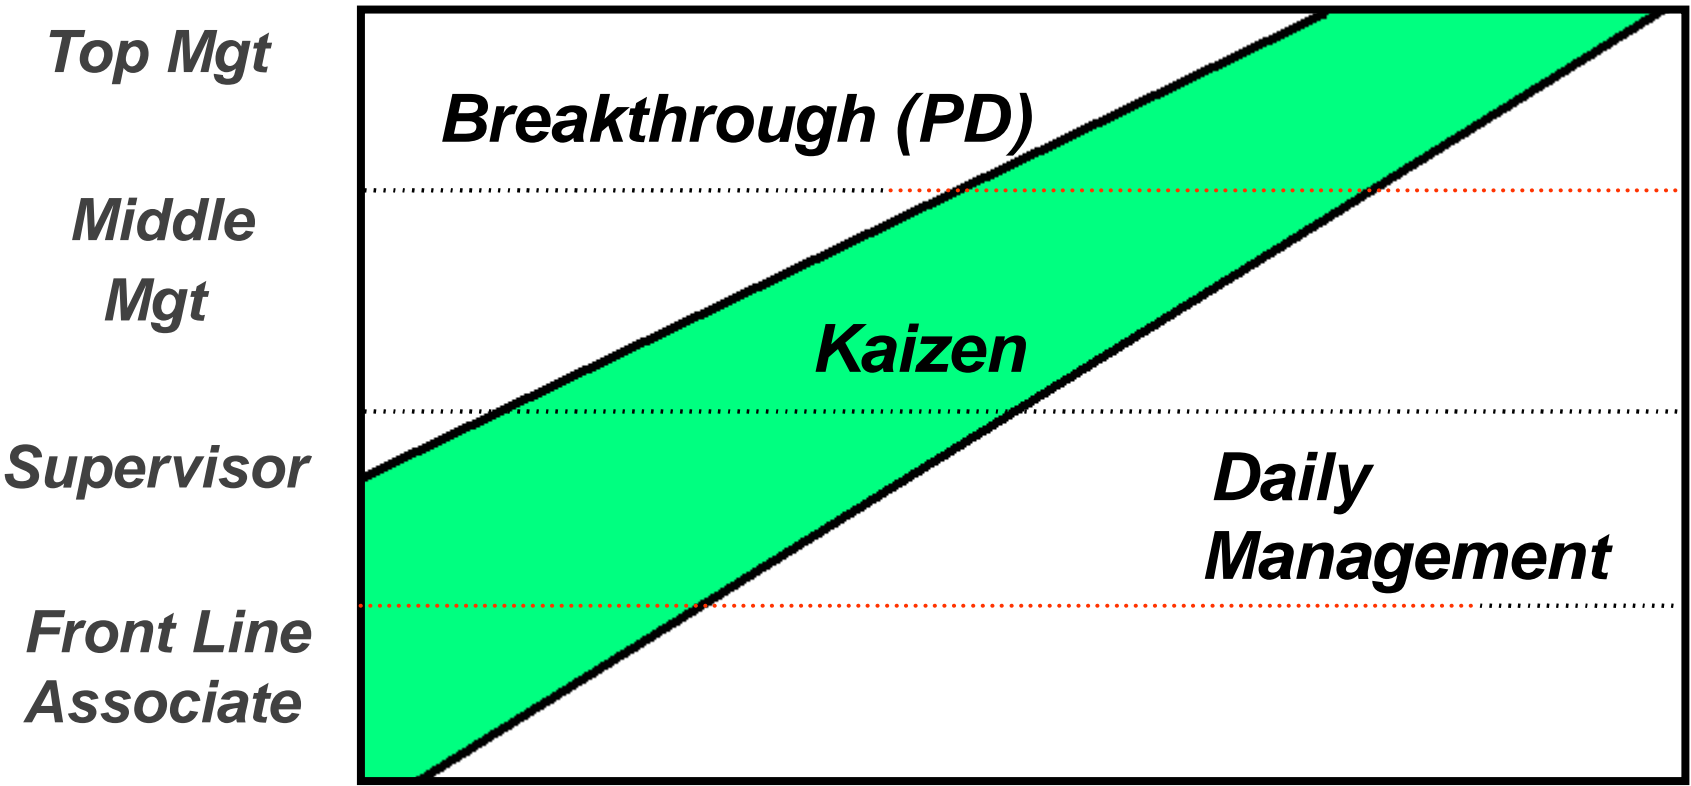 Top Mgt
Breakthrough (PD)
Middle
Mgt
Kaizen
Supervisor
Daily
Management
Front Line
Associate